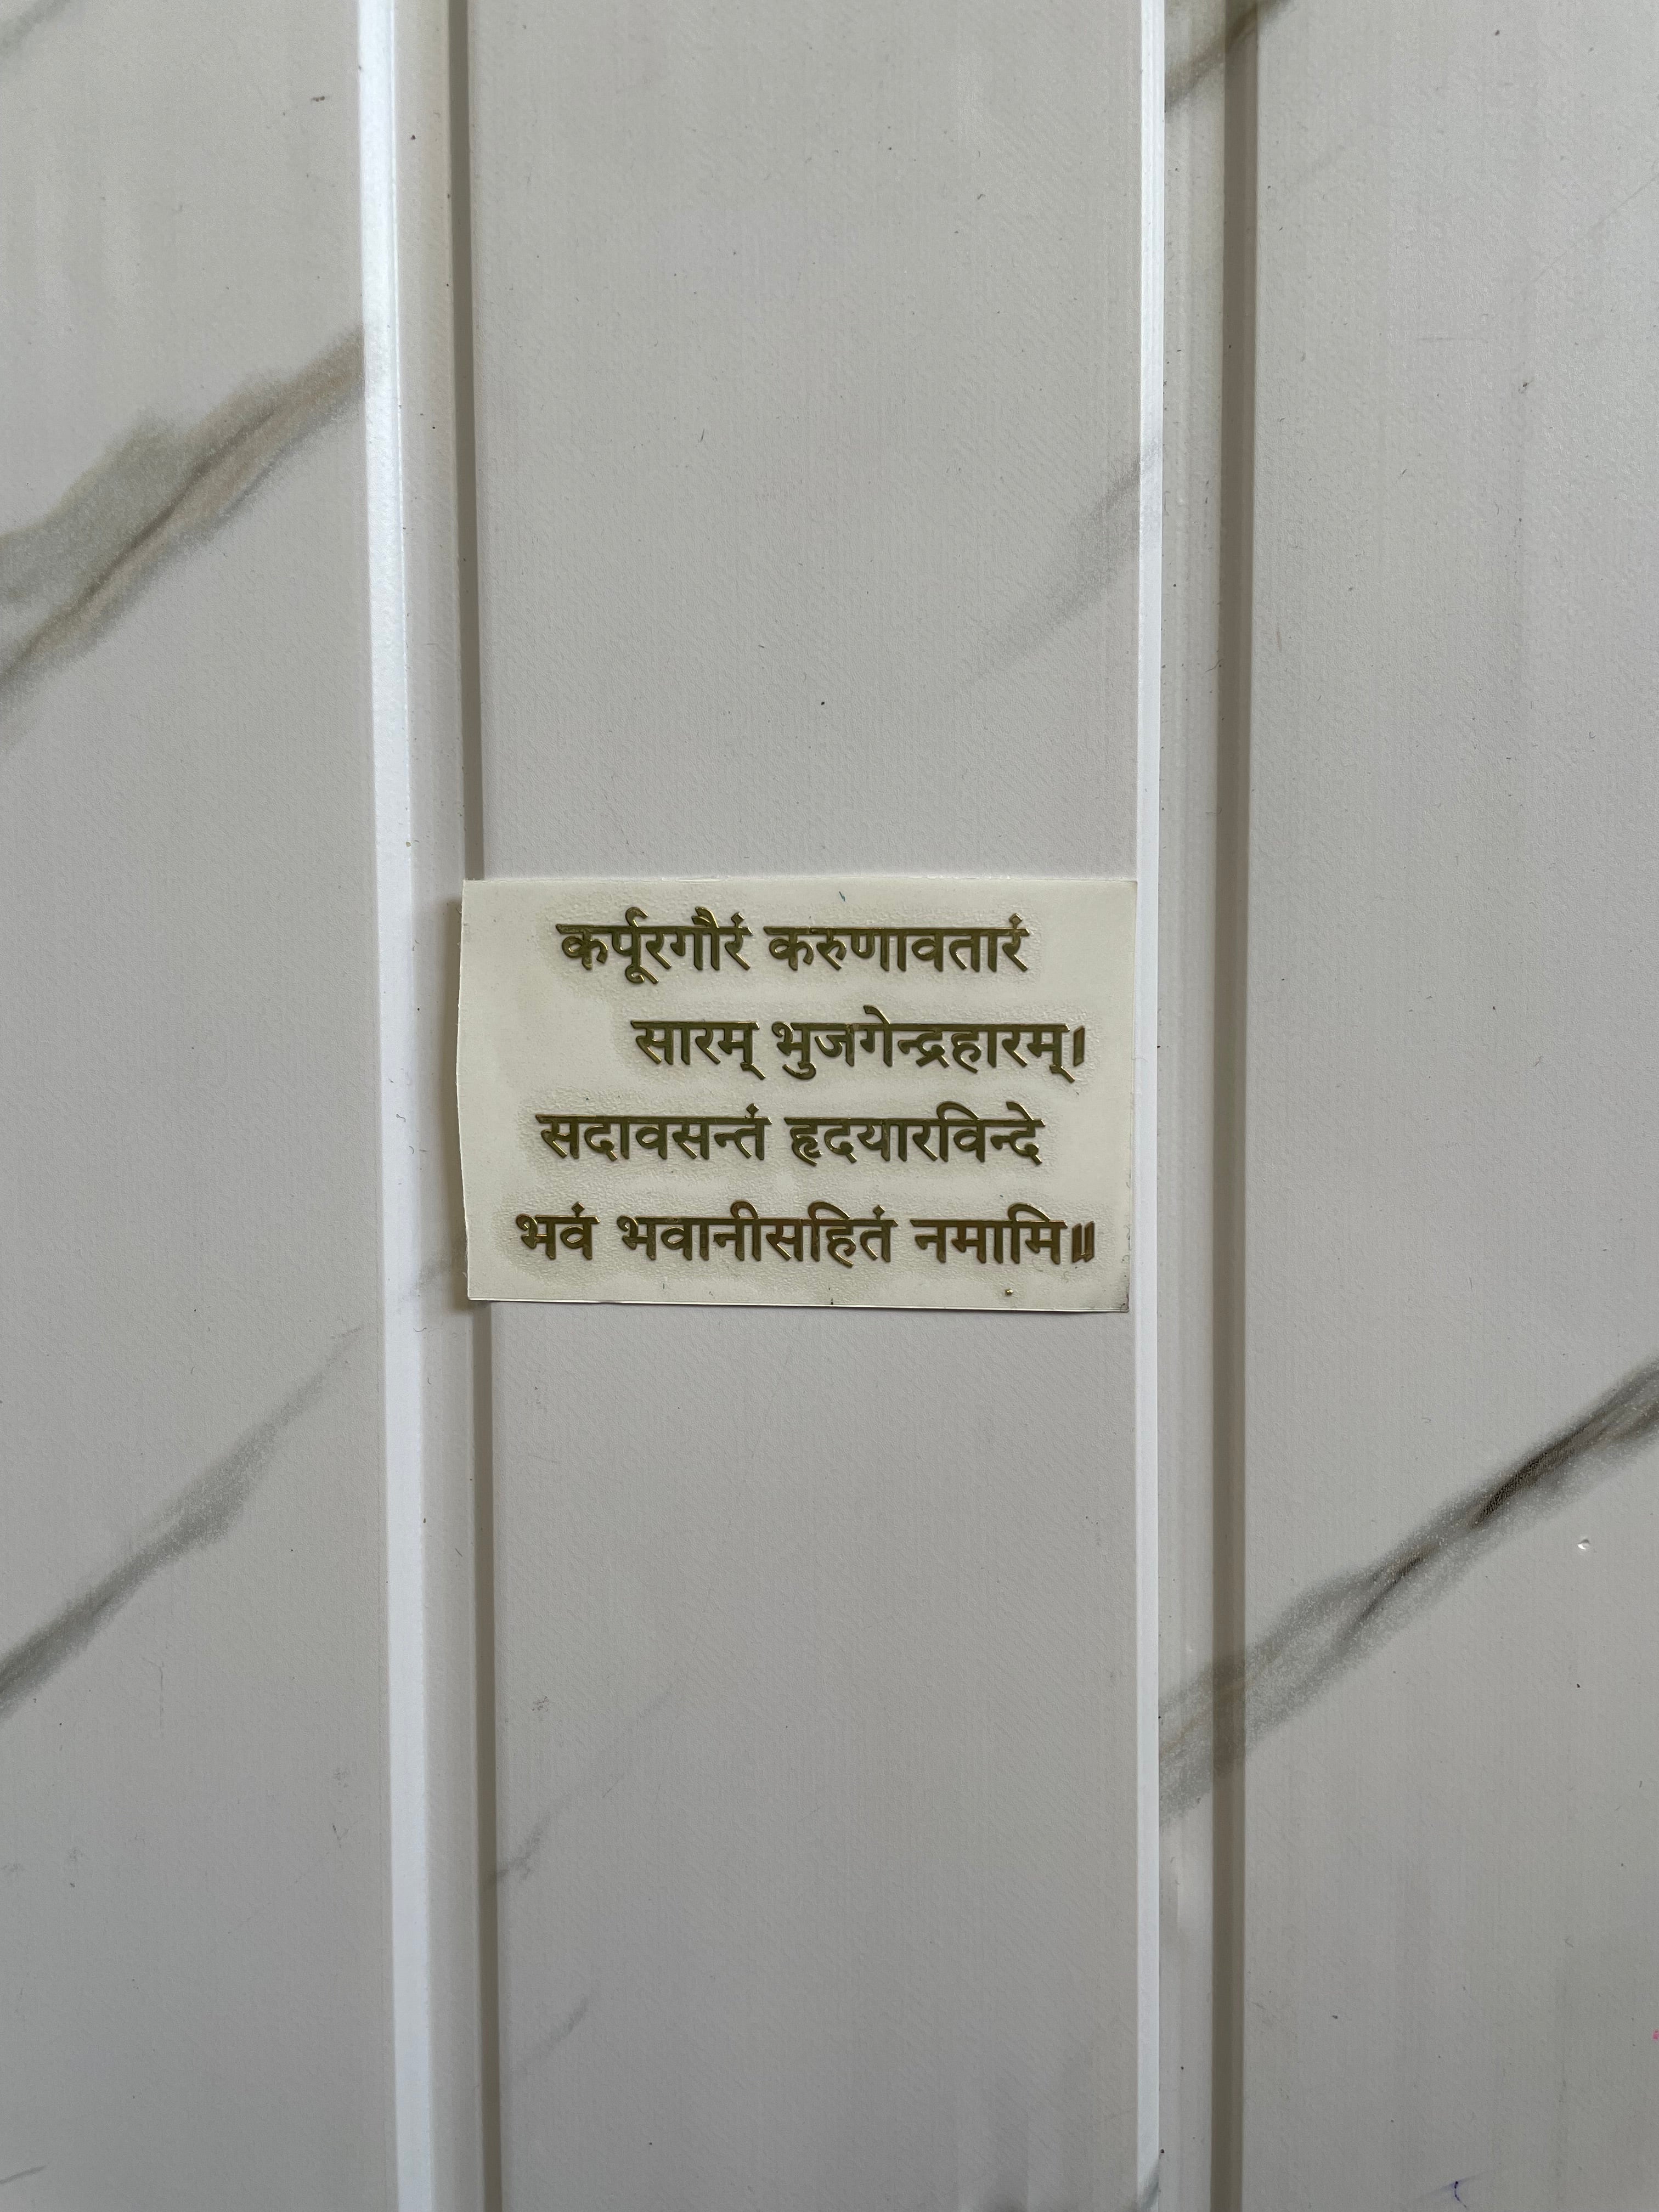 कर्पूरगौरं करुणावतारं
सारम् भुजगेन्द्रहारम्।
सदावसन्तं हृदयारविन्दे
भवं भवानीसहितं नमामि॥